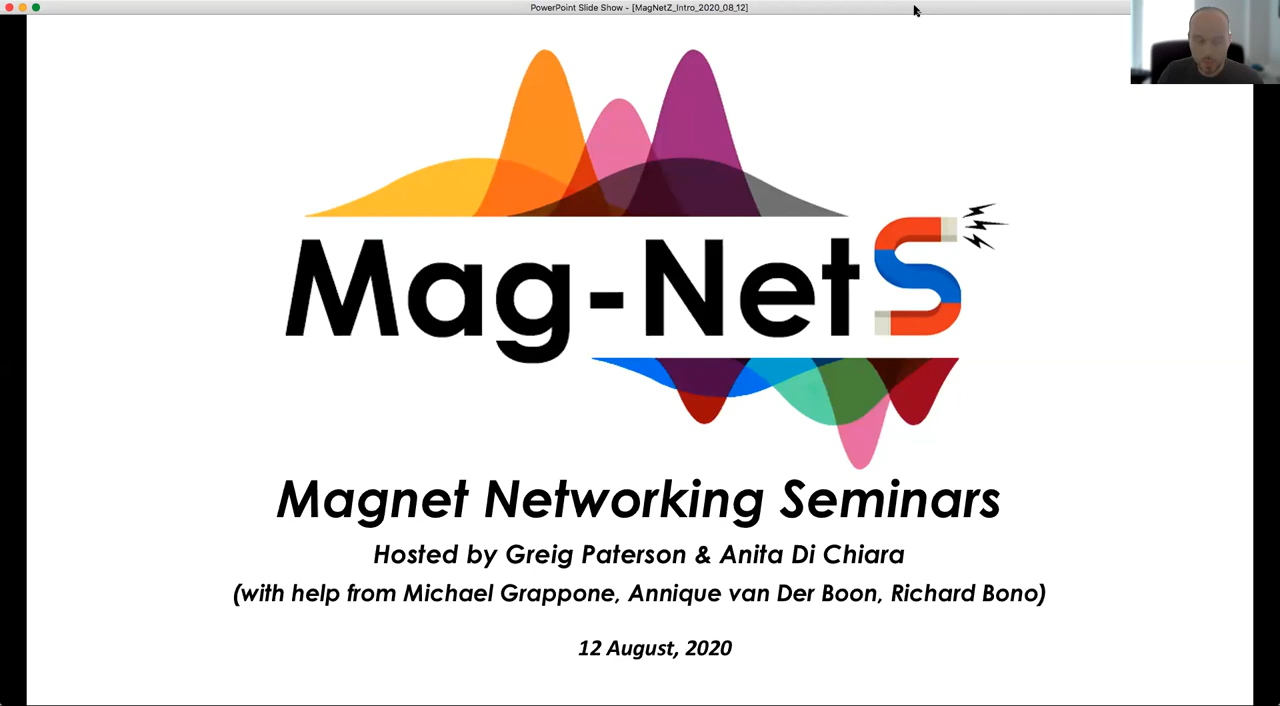 PowerPoint Slide Show - [MagNetZ_Intro_2020_08_12]
Mag-NetS
Magnet Networking Seminars
Hosted by Greig Paterson & Anita Di Chiara
(with help from Michael Grappone, Annique van Der Boon, Richard Bono)
12 August, 2020